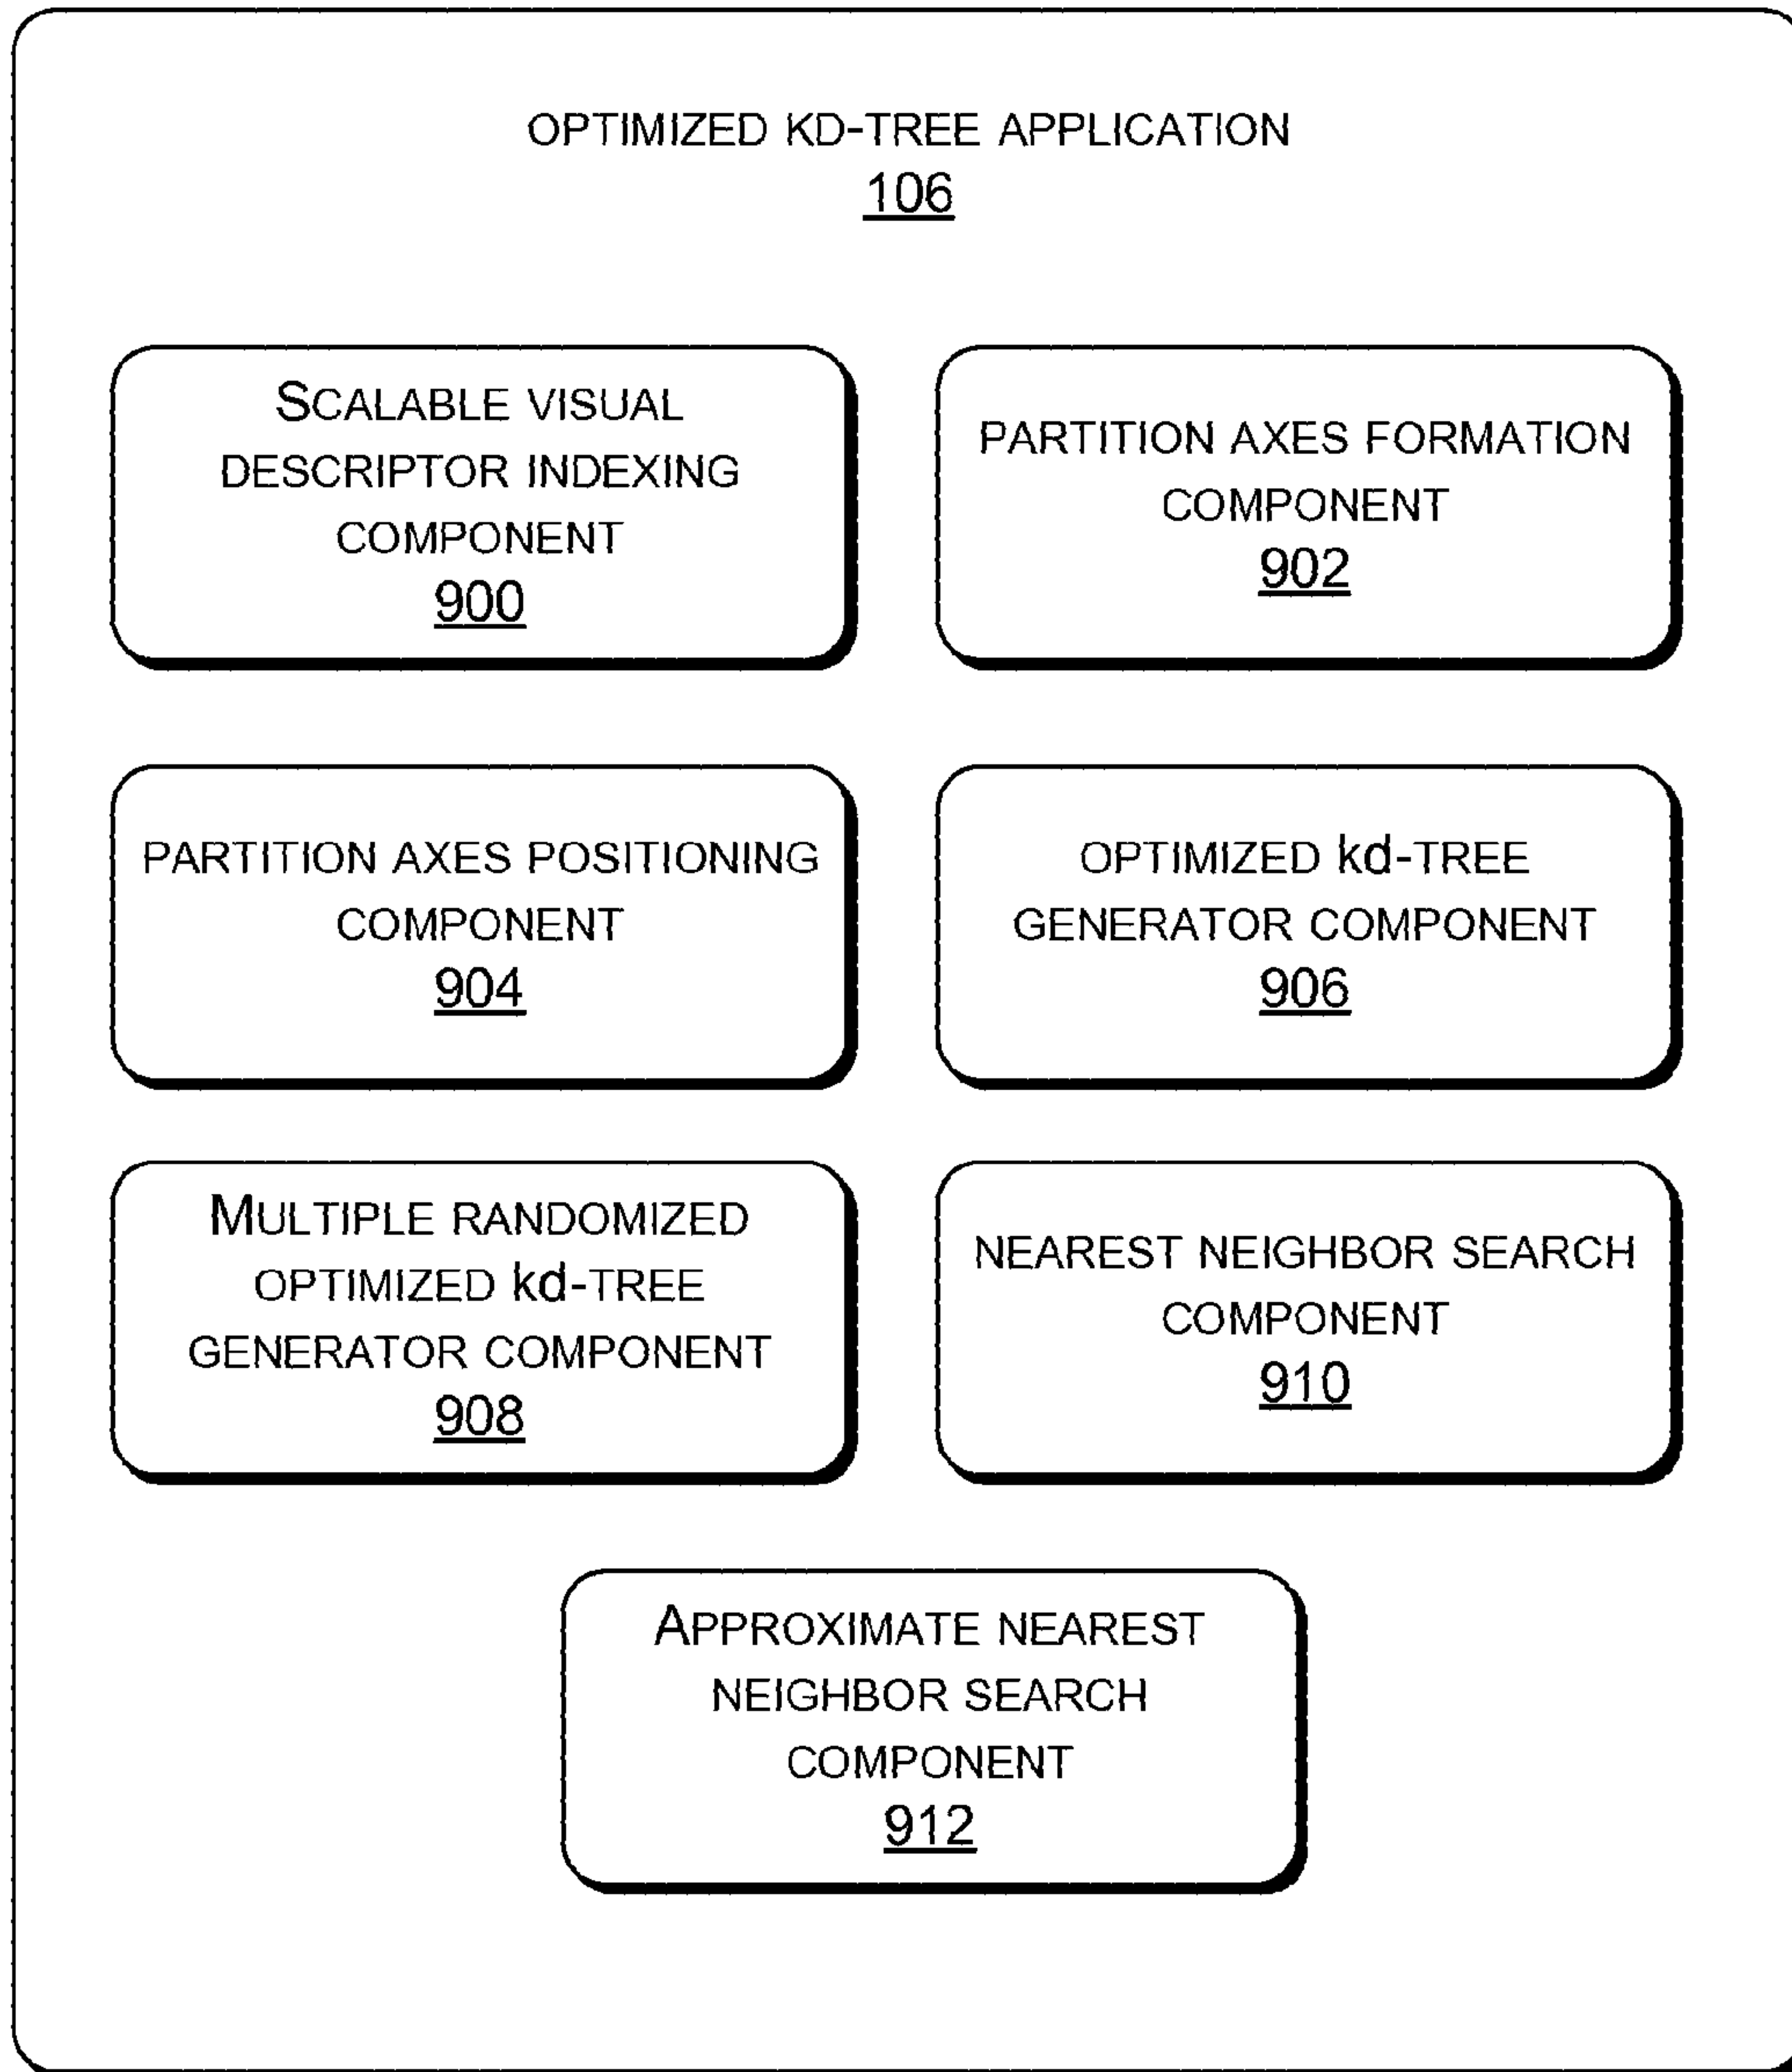 OPTIMIZED KD-TREE APPLICATION
106
SCALABLE VISUAL
DESCRIPTOR INDEXING
COMPONENT
900
PARTITION AXES FORMATION
COMPONENT
902
PARTITION AXES POSITIONING
COMPONENT
904
OPTIMIZED kd-TREE
GENERATOR COMPONENT
906
MULTIPLE RANDOMIZED
OPTIMIZED kd-TREE
GENERATOR COMPONENT
908
NEAREST NEIGHBOR SEARCH
COMPONENT
910
APPROXIMATE NEAREST
NEIGHBOR SEARCH
COMPONENT
912